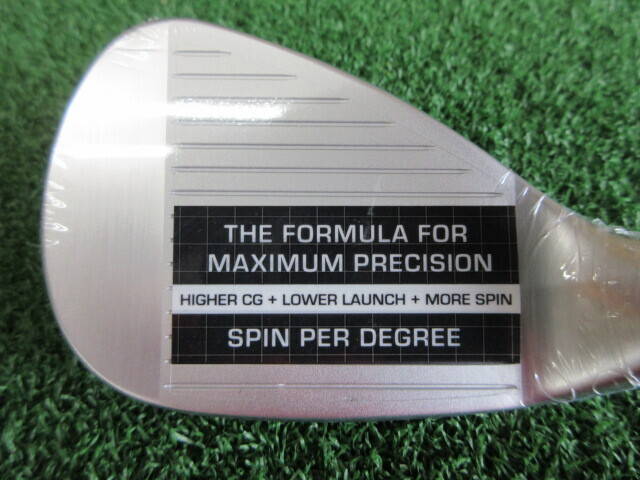 THE FORMULA FOR
MAXIMUM PRECISION
HIGHER CG + LOWER LAUNCH + MORE SPIN
SPIN PER DEGREE